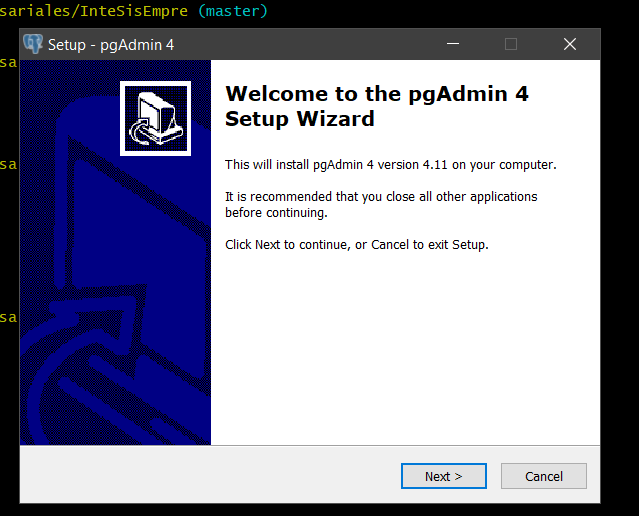 sariales/InteSisEmpre (master)
Setup - pgAdmin 4
sa
Welcome to the pgAdmin 4
Setup Wizard
This will install pgAdmin 4 version 4.11 on your computer.
sa
It is recommended that you close all other applications
before continuing.
Click Next to continue, or Cancel to exit Setup.
sa
Next >
Cancel